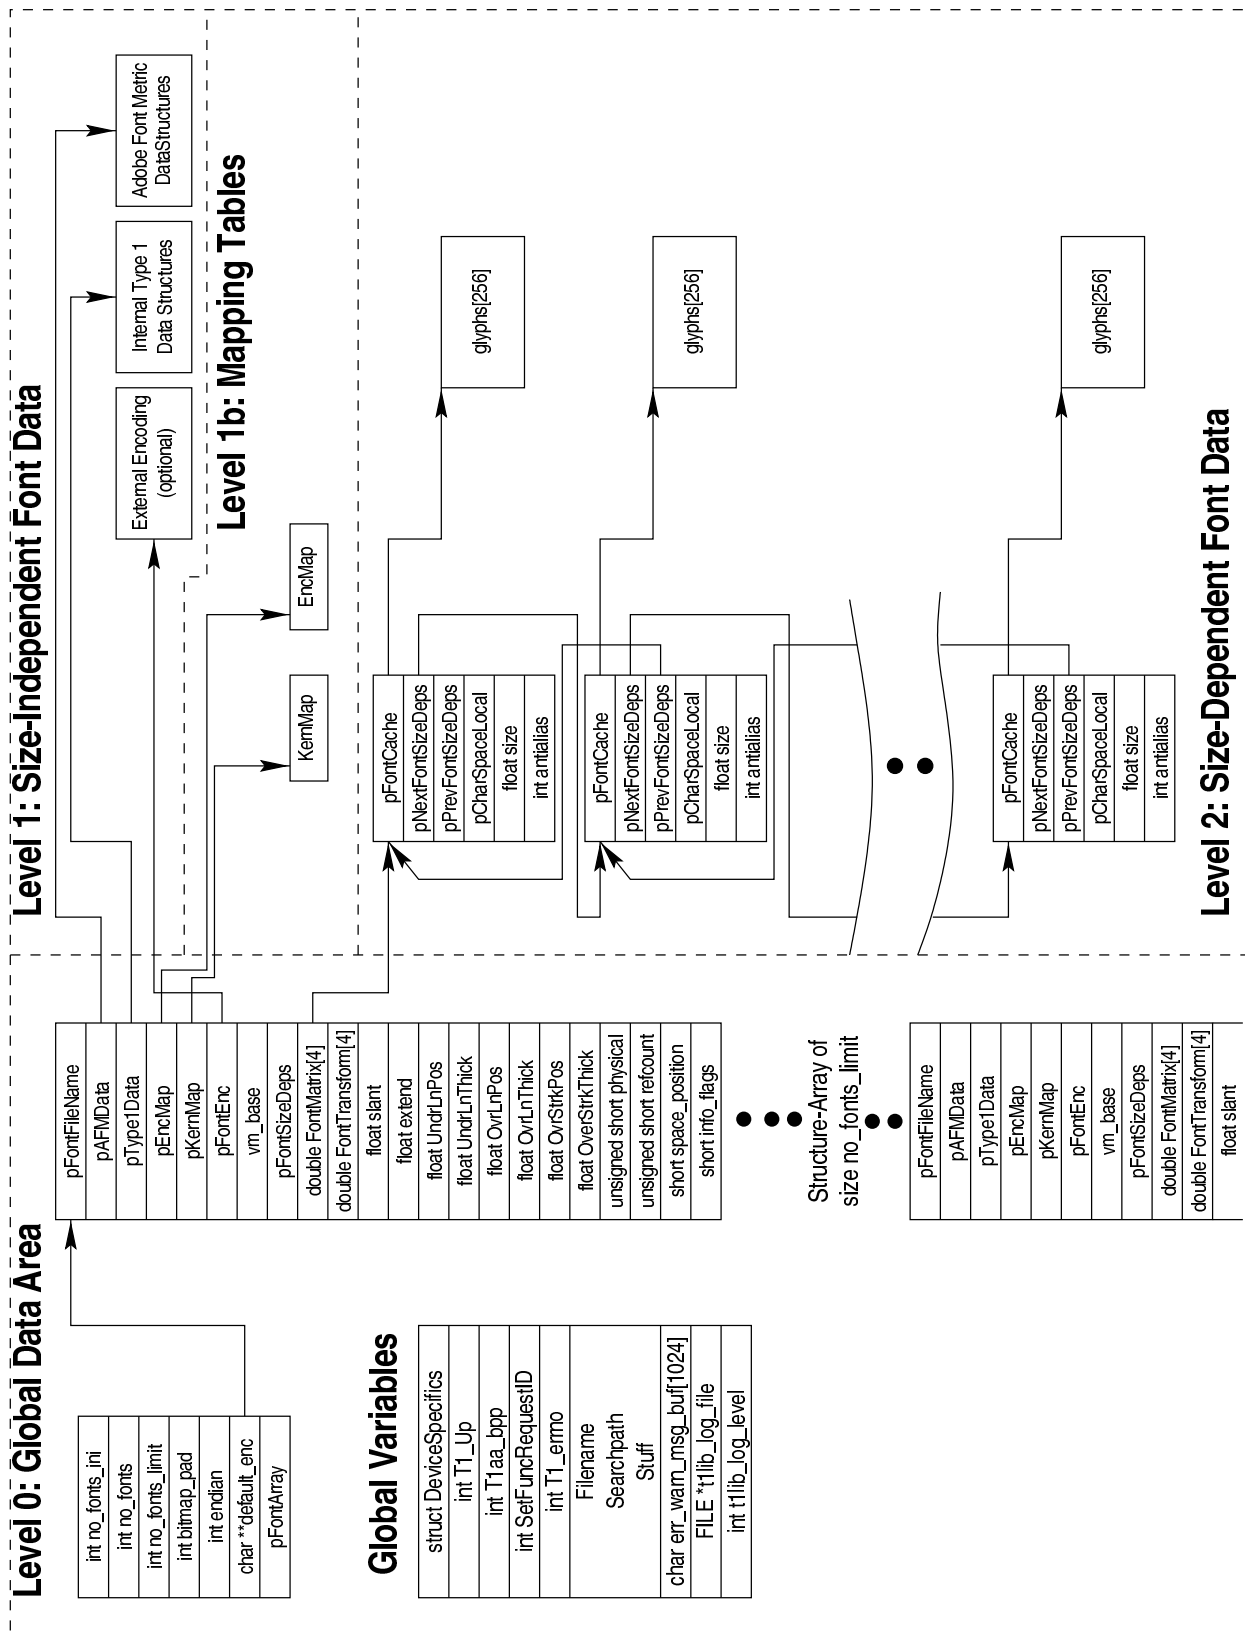 Level 0: Global Data Area
int no_fonts_ini
int no_fonts
int no_fonts_limit
int bitmap_pad
int endian
char **default_enc
pFontArray
Global Variables
struct DeviceSpecifics
int T1_Up
int T1aa_bpp
int SetFuncRequestID
int T1_errno
Filename
Searchpath
Stuff
char err_warn_msg_buf[1024]
FILE *t1lib_log_file
int t1lib_log_level
pFontFileName
pAFMData
pType1Data
pEncMap
pKernMap
pFontEnc
vm_base
pFontSizeDeps
double FontMatrix[4]
double FontTransform[4]
float slant
float extend
float UndrLnPos
float UndrLnThick
float OvrLnPos
float OvrLnThick
float OvrStrkPos
float OverStrkThick
unsigned short physical
unsigned short refcount
short space_position
short info_flags
Structure-Array of
size no_fonts_limit
pFontFileName
pAFMData
pType1Data
pEncMap
pKernMap
pFontEnc
vm_base
pFontSizeDeps
double FontMatrix[4]
double FontTransform[4]
float slant
Level 1: Size-Independent Font Data
External Encoding
(optional)
Internal Type 1
Data Structures
Adobe Font Metric
DataStructures
Level 1b: Mapping Tables
KernMap
EncMap
pFontCache
pNextFontSizeDeps
pPrevFontSizeDeps
pCharSpaceLocal
float size
int antialias
glyphs[256]
pFontCache
pNextFontSizeDeps
pPrevFontSizeDeps
pCharSpaceLocal
float size
int antialias
glyphs[256]
pFontCache
pNextFontSizeDeps
pPrevFontSizeDeps
pCharSpaceLocal
float size
int antialias
glyphs[256]
Level 2: Size-Dependent Font Data